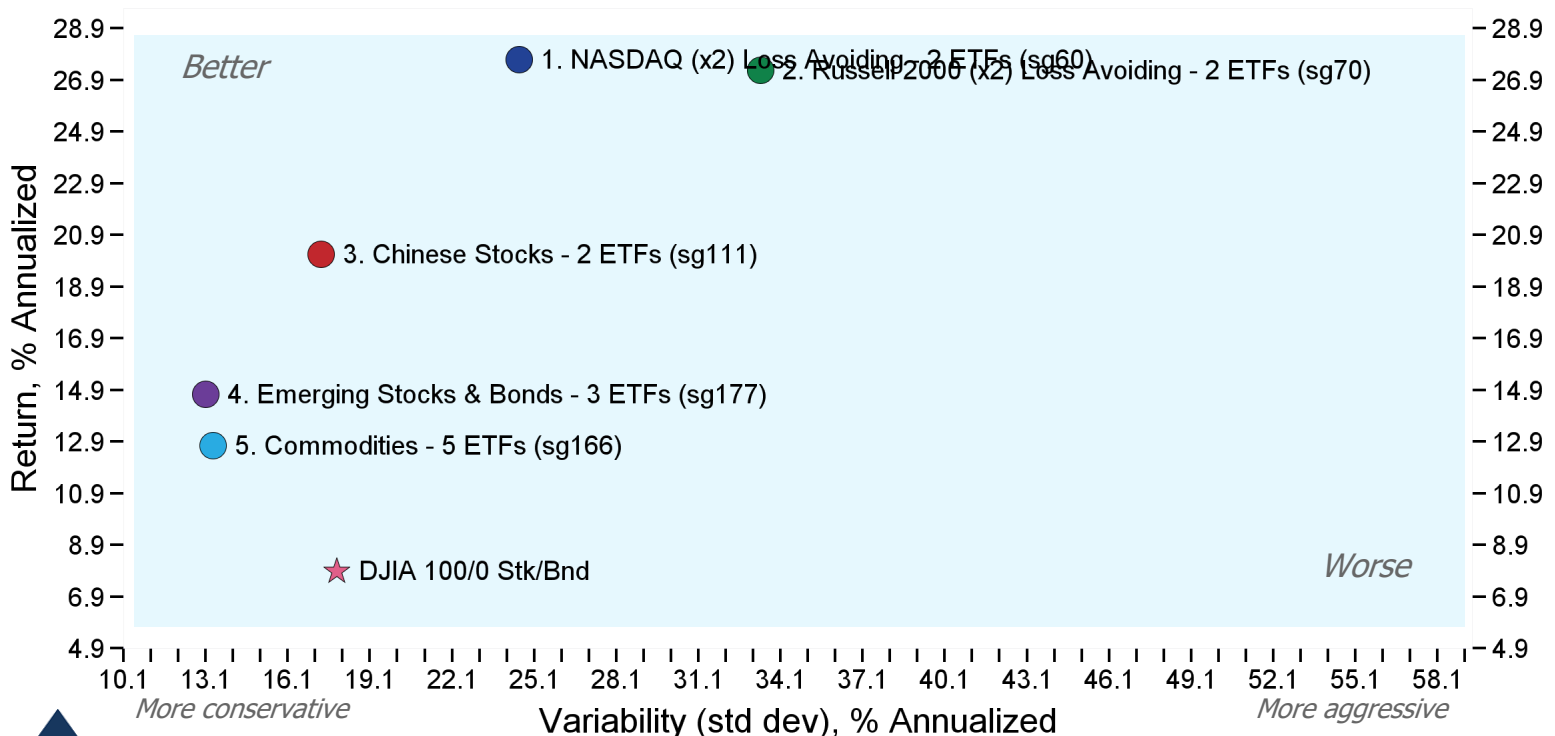 28.9
28.9
Better
1. NASDAQ (x2) Loss Avoiding - 2 ETFs (sg60)
2. Russell 2000 (x2) Loss Avoiding - 2 ETFs (sg70)
26.9
26.9
24.9
24.9
22.9
22.9
20.9
20.9
3. Chinese Stocks - 2 ETFs (sg111)
18.9
18.9
16.9
16.9
14.9
14.9
4. Emerging Stocks & Bonds - 3 ETFs (sg177)
12.9
12.9
5. Commodities - 5 ETFs (sg166)
10.9
10.9
8.9
8.9
DJIA 100/0 Stk/Bnd
Worse
6.9
6.9
4.9
4.9
Return, % Annualized
10.1 13.1 16.1 19.1 22.1 25.1 28.1 31.1 34.1 37.1 40.1 43.1 46.1 49.1 52.1 55.1 58.1
More conservative
Variability (std dev), % Annualized
More aggressive